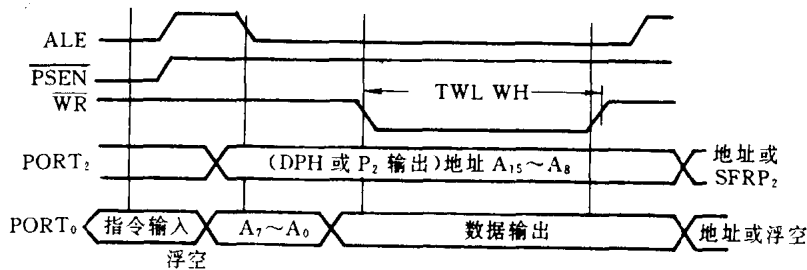 ALE
PSEN
WR
TWL WH
PORT₂
(DPH 或 P₂ 输出)地址 A₁₅～A₈
地址或
SFRP₂
PORT₀
指令输入
A₇～A₀
数据输出
地址或浮空
浮空